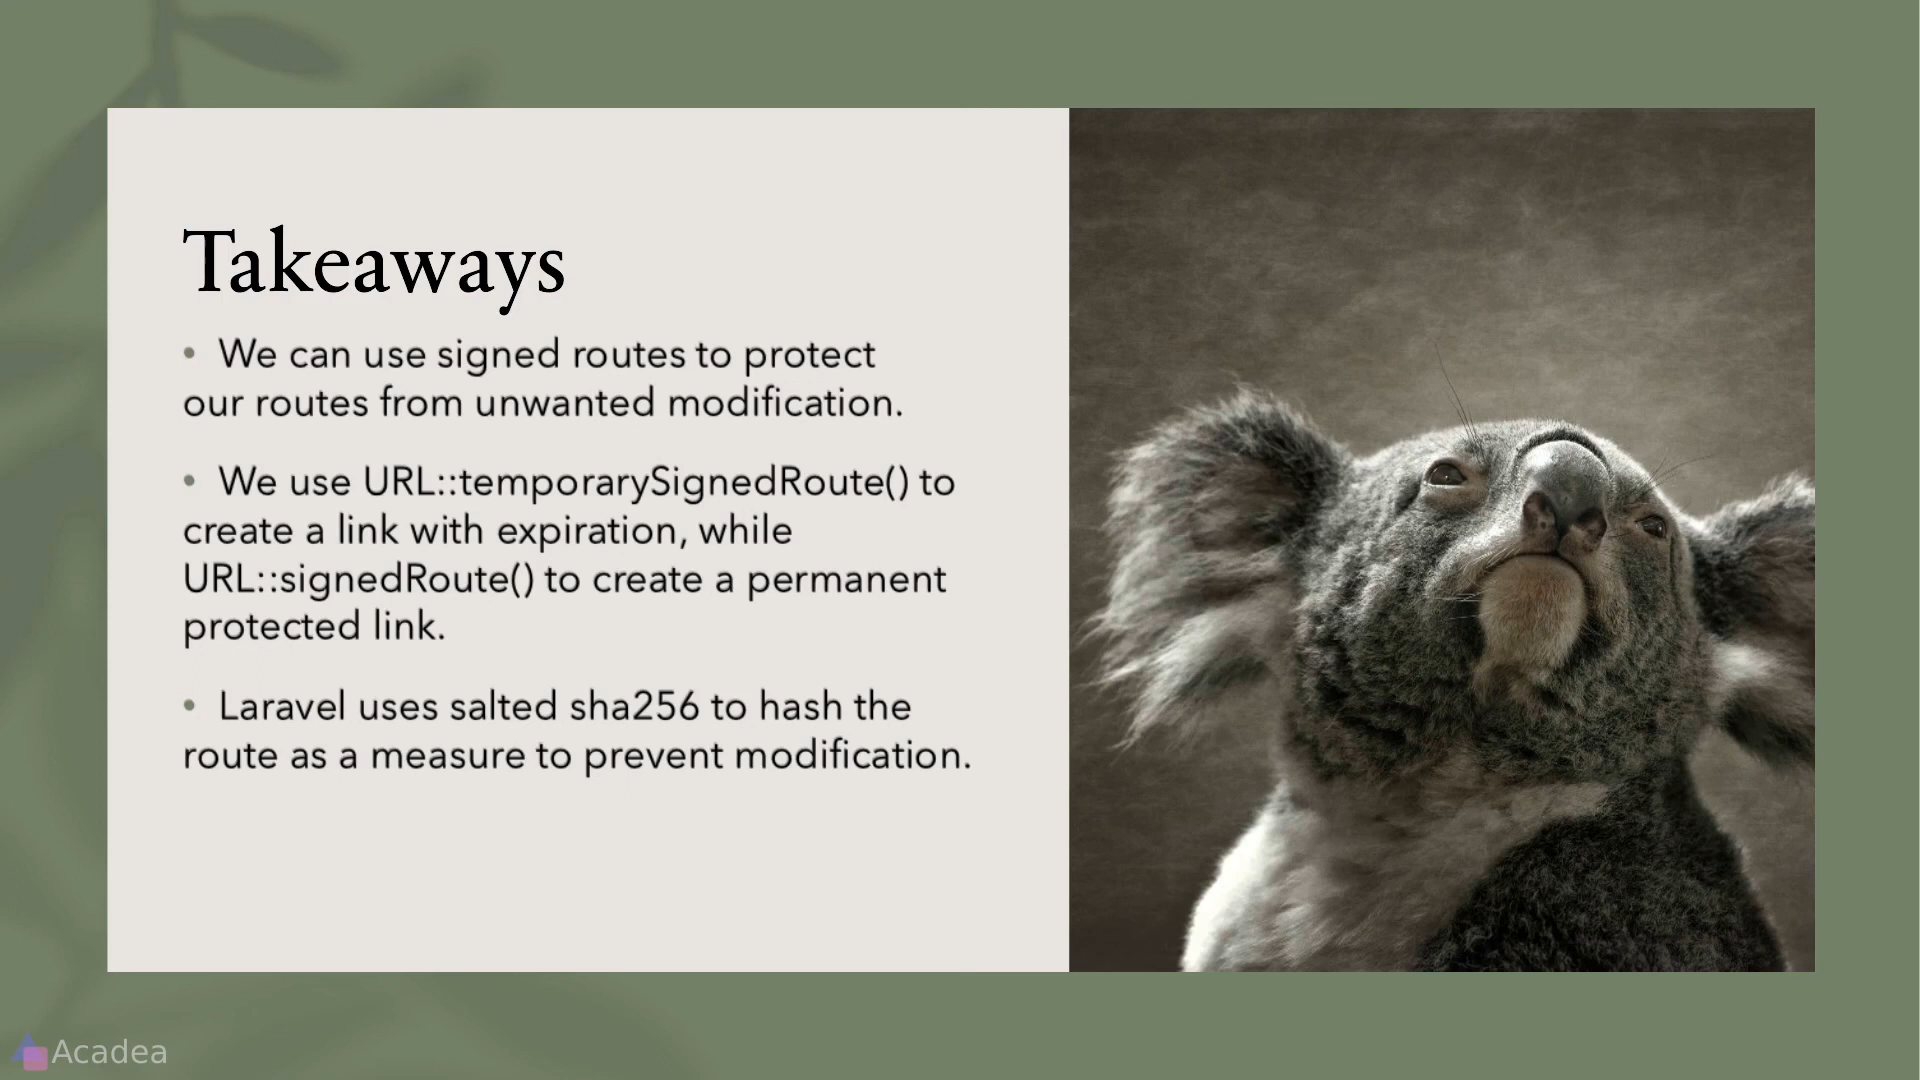 Takeaways
• We can use signed routes to protect
our routes from unwanted modification.
• We use URL::temporarySignedRoute() to
create a link with expiration, while
URL::signedRoute() to create a permanent
protected link.
• Laravel uses salted sha256 to hash the
route as a measure to prevent modification.
Acadea